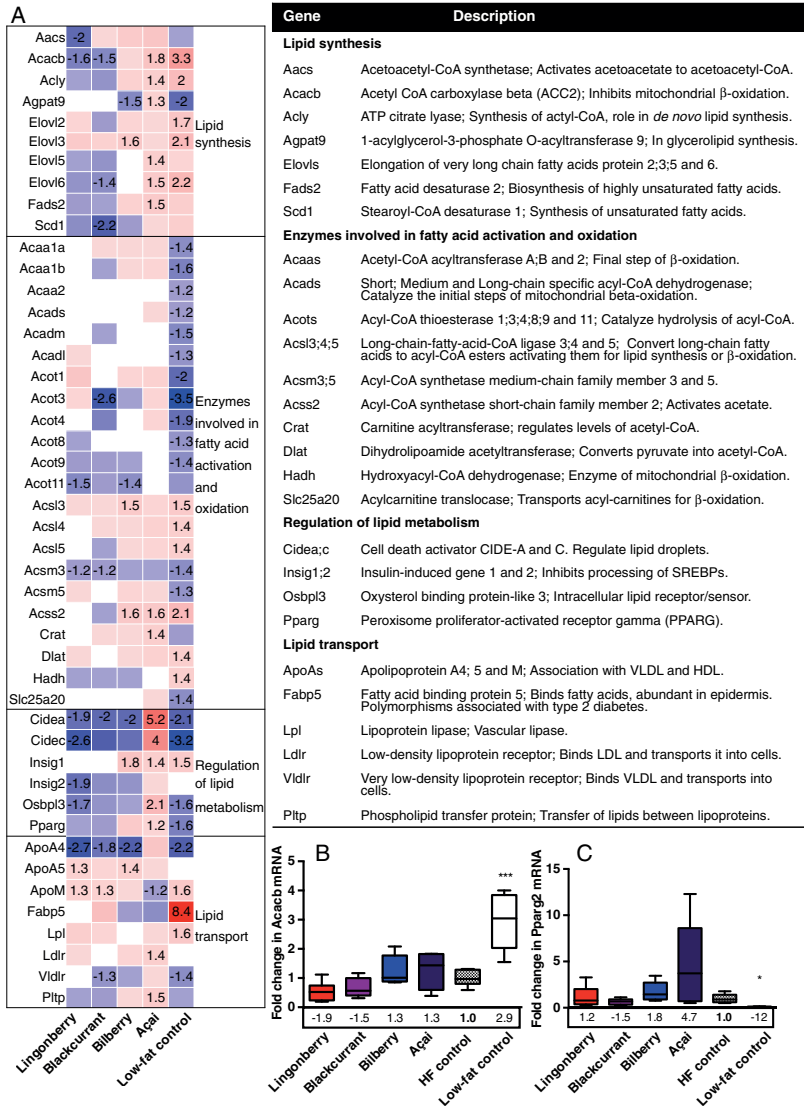 A
Aacs -2
Acacb -1.6 -1.5 1.8 3.3
Acly 1.4 2
Agpat9 -1.5 1.3 -2
Elovl2 1.7
Elovl3 1.6 2.1
Elovl5 1.4
Elovl6 -1.4 1.5 2.2
Fads2 1.5
Scd1 -2.2
Lipid
synthesis
Acaa1a -1.4
Acaa1b -1.6
Acaa2 -1.2
Acads -1.2
Acadm -1.5
Acadl -1.3
Acot1 -2
Acot3 -2.6 -3.5
Acot4 -1.9
Acot8 -1.3
Acot9 -1.4
Acot11 -1.5 -1.4
Acsl3 1.5 1.5
Acsl4 1.4
Acsl5 1.4
Acsm3 -1.2 -1.2 -1.4
Acsm5 -1.3
Acss2 1.6 1.6 2.1
Crat 1.4
Dlat 1.4
Hadh 1.4
Slc25a20 -1.4
Enzymes
involved in
fatty acid
activation
and
oxidation
Cidea -1.9 -2 -2 5.2 -2.1
Cidec -2.6 4 -3.2
Insig1 1.8 1.4 1.5
Insig2 -1.9
Osbpl3 -1.7 2.1 -1.6
Pparg 1.2 -1.6
Regulation
of lipid
metabolism
ApoA4 -2.7 -1.8 -2.2 -2.2
ApoA5 1.3 1.4
ApoM 1.3 1.3 -1.2 1.6
Fabp5 8.4
Lpl 1.6
Ldlr 1.4
Vldlr -1.3 -1.4
Pltp 1.5
Lipid
transport
Lingonberry
Blackcurrant
Bilberry
Açai
Low-fat control
Gene Description
Lipid synthesis
Aacs Acetoacetyl-CoA synthetase; Activates acetoacetate to acetoacetyl-CoA.
Acacb Acetyl CoA carboxylase beta (ACC2); Inhibits mitochondrial β-oxidation.
Acly ATP citrate lyase; Synthesis of actyl-CoA, role in de novo lipid synthesis.
Agpat9 1-acylglycerol-3-phosphate O-acyltransferase 9; In glycerolipid synthesis.
Elovls Elongation of very long chain fatty acids protein 2;3;5 and 6.
Fads2 Fatty acid desaturase 2; Biosynthesis of highly unsaturated fatty acids.
Scd1 Stearoyl-CoA desaturase 1; Synthesis of unsaturated fatty acids.
Enzymes involved in fatty acid activation and oxidation
Acaas Acetyl-CoA acyltransferase A;B and 2; Final step of β-oxidation.
Acads Short; Medium and Long-chain specific acyl-CoA dehydrogenase;
Catalyze the initial steps of mitochondrial beta-oxidation.
Acots Acyl-CoA thioesterase 1;3;4;8;9 and 11; Catalyze hydrolysis of acyl-CoA.
Acsl3;4;5 Long-chain-fatty-acid-CoA ligase 3;4 and 5; Convert long-chain fatty
acids to acyl-CoA esters activating them for lipid synthesis or β-oxidation.
Acsm3;5 Acyl-CoA synthetase medium-chain family member 3 and 5.
Acss2 Acyl-CoA synthetase short-chain family member 2; Activates acetate.
Crat Carnitine acyltransferase; regulates levels of acetyl-CoA.
Dlat Dihydrolipoamide acetyltransferase; Converts pyruvate into acetyl-CoA.
Hadh Hydroxyacyl-CoA dehydrogenase; Enzyme of mitochondrial β-oxidation.
Slc25a20 Acylcarnitine translocase; Transports acyl-carnitines for β-oxidation.
Regulation of lipid metabolism
Cidea;c Cell death activator CIDE-A and C. Regulate lipid droplets.
Insig1;2 Insulin-induced gene 1 and 2; Inhibits processing of SREBPs.
Osbpl3 Oxysterol binding protein-like 3; Intracellular lipid receptor/sensor.
Pparg Peroxisome proliferator-activated receptor gamma (PPARG).
Lipid transport
ApoAs Apolipoprotein A4; 5 and M; Association with VLDL and HDL.
Fabp5 Fatty acid binding protein 5; Binds fatty acids, abundant in epidermis.
Polymorphisms associated with type 2 diabetes.
Lpl Lipoprotein lipase; Vascular lipase.
Ldlr Low-density lipoprotein receptor; Binds LDL and transports it into cells.
Vldlr Very low-density lipoprotein receptor; Binds VLDL and transports into
cells.
Pltp Phospholipid transfer protein; Transfer of lipids between lipoproteins.
B
Fold change in Acacb mRNA
5
4
3
2
1
0
***
-1.9 -1.5 1.3 1.3 1.0 2.9
Lingonberry
Blackcurrant
Bilberry
Açai
HF control
Low-fat control
C
Fold change in Pparg2 mRNA
15
10
5
0
*
1.2 -1.5 1.8 4.7 1.0 -12
Lingonberry
Blackcurrant
Bilberry
Açai
HF control
Low-fat control